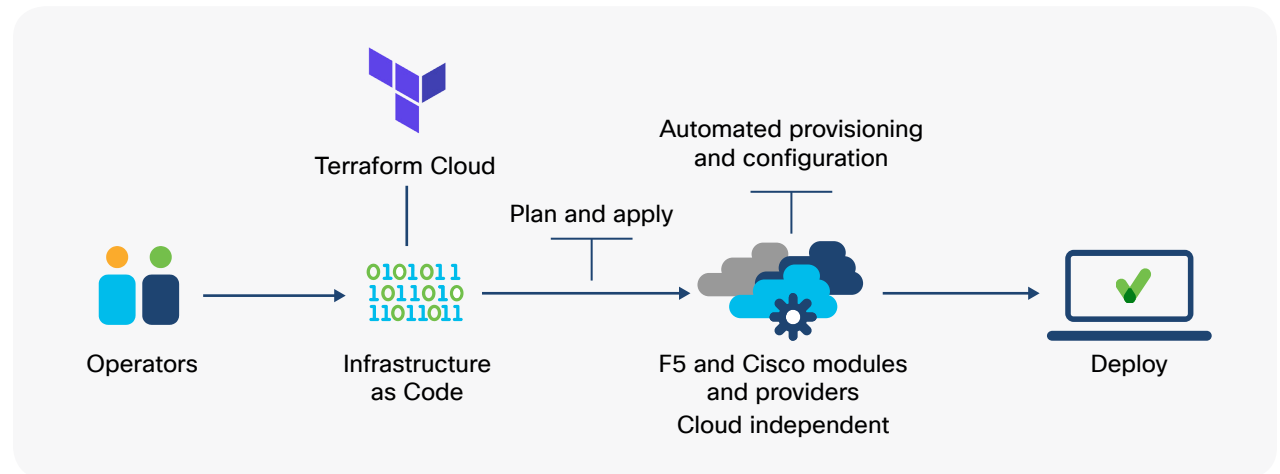 Terraform Cloud
Automated provisioning
and configuration
Plan and apply
0101011
1011010
11011011
Operators
Infrastructure
as Code
F5 and Cisco modules
and providers
Cloud independent
Deploy